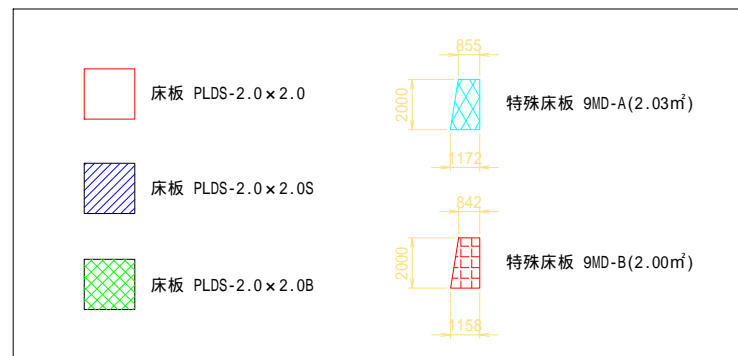 床板 PLDS-2.0×2.0
床板 PLDS-2.0×2.0S
床板 PLDS-2.0×2.0B
855
2000
1172
特殊床板 9MD-A(2.03㎡)
842
2000
1158
特殊床板 9MD-B(2.00㎡)